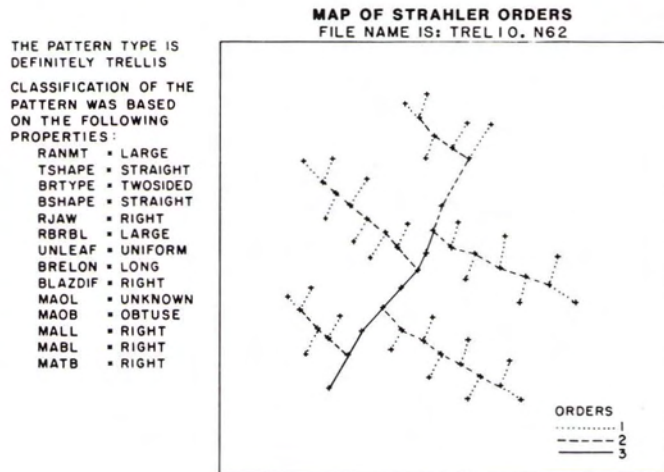 MAP OF STRAHLER ORDERS
FILE NAME IS: TREL10. N62
THE PATTERN TYPE IS
DEFINITELY TRELLIS
CLASSIFICATION OF THE
PATTERN WAS BASED
ON THE FOLLOWING
PROPERTIES:
RANMT = LARGE
TSHAPE = STRAIGHT
BRTYPE = TWOSIDED
BSHAPE = STRAIGHT
RJAW = RIGHT
RBRBL = LARGE
UNLEAF = UNIFORM
BRELON = LONG
BLAZDIF = RIGHT
MAOL = UNKNOWN
MAOB = OBTUSE
MALL = RIGHT
MABL = RIGHT
MATB = RIGHT
ORDERS
1
2
3